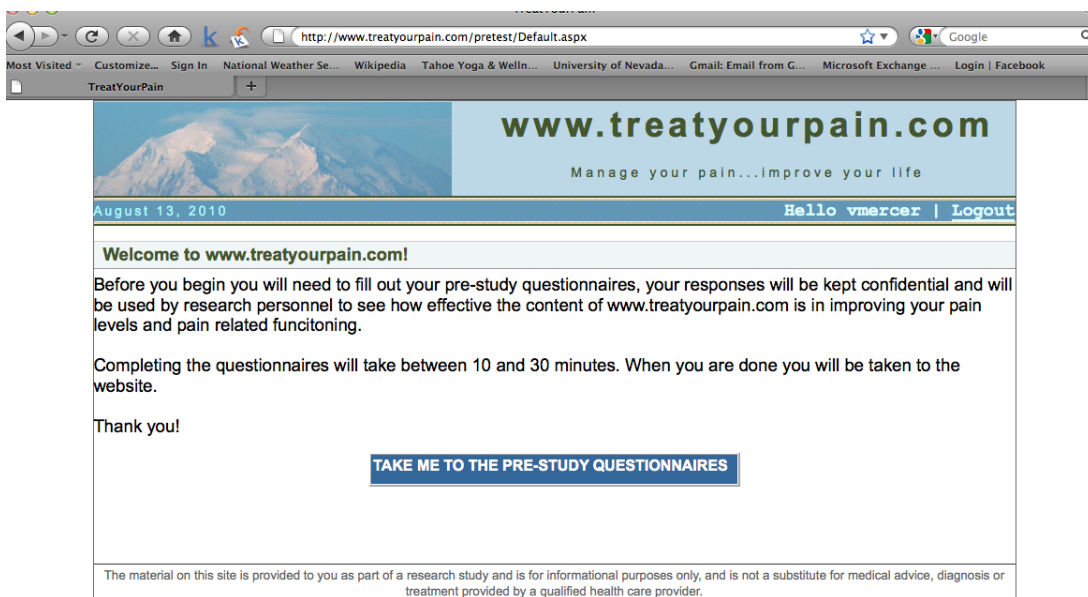 http://www.treatyourpain.com/pretest/Default.aspx
Google
Most Visited Customize... Sign In National Weather Se... Wikipedia Tahoe Yoga & Welln... University of Nevada... Gmail: Email from G... Microsoft Exchange ... Login | Facebook
TreatYourPain
www.treatyourpain.com
Manage your pain...improve your life
August 13, 2010 Hello vmercer | Logout
Welcome to www.treatyourpain.com!
Before you begin you will need to fill out your pre-study questionnaires, your responses will be kept confidential and will
be used by research personnel to see how effective the content of www.treatyourpain.com is in improving your pain
levels and pain related funcitoning.
Completing the questionnaires will take between 10 and 30 minutes. When you are done you will be taken to the
website.
Thank you!
TAKE ME TO THE PRE-STUDY QUESTIONNAIRES
The material on this site is provided to you as part of a research study and is for informational purposes only, and is not a substitute for medical advice, diagnosis or
treatment provided by a qualified health care provider.